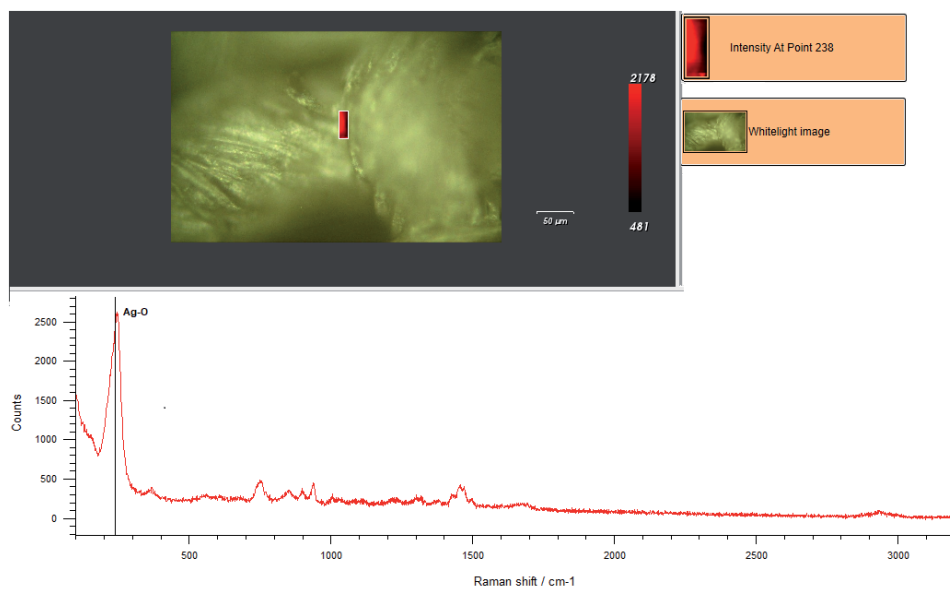 2178
481
50 µm
Intensity At Point 238
Whitelight image
Ag-O
2500
2000
1500
1000
500
0
Counts
500
1000
1500
2000
2500
3000
Raman shift / cm-1